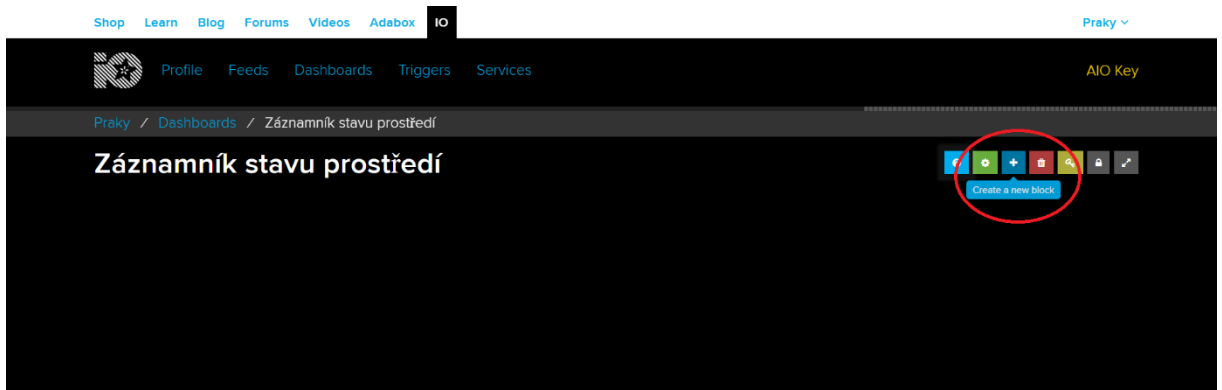 Shop Learn Blog Forums Videos Adabox IO Praky
Profile Feeds Dashboards Triggers Services AIO Key
Praky / Dashboards / Záznamník stavu prostředí
Záznamník stavu prostředí
Create a new block